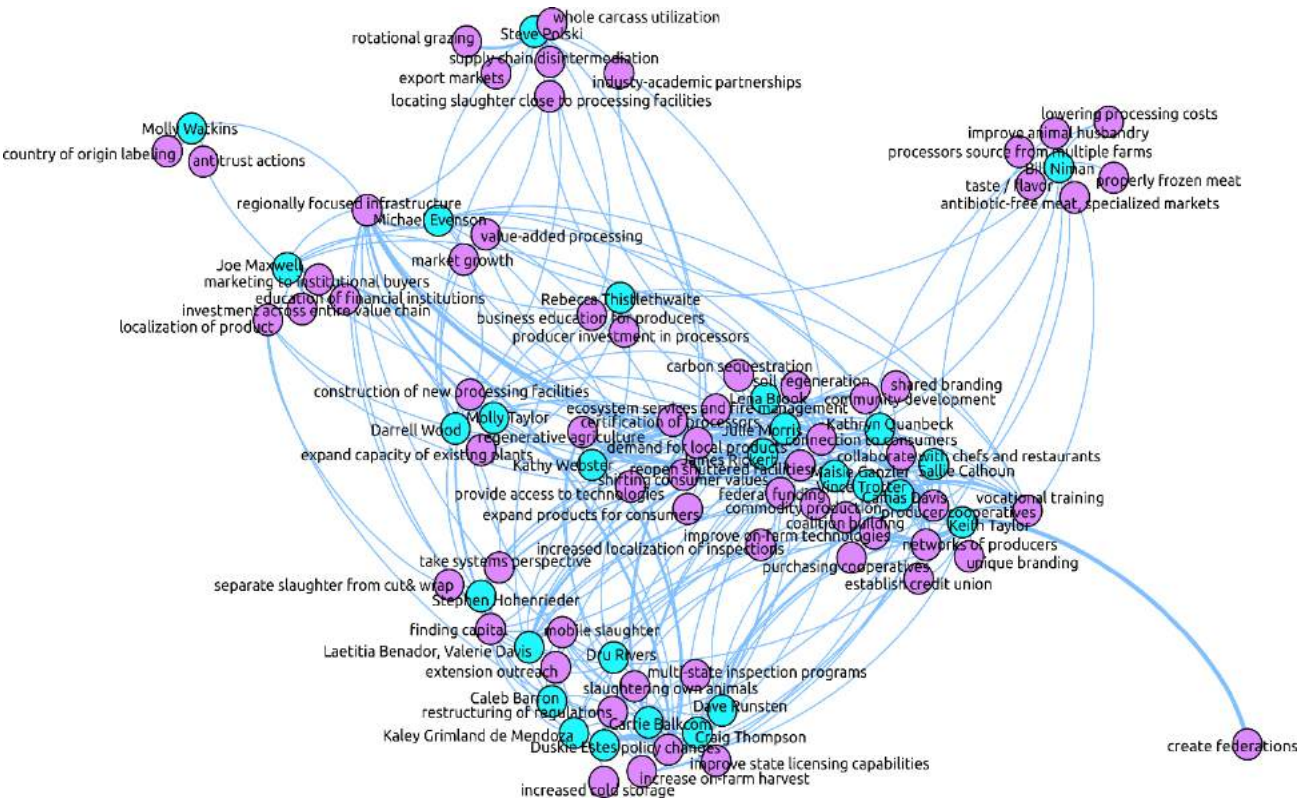 whole carcass utilization
Steve Polski
rotational grazing
supply chain disintermediation
export markets
industy-academic partnerships
locating slaughter close to processing facilities
lowering processing costs
Molly Watkins
improve animal husbandry
country of origin labeling
processors source from multiple farms
anti trust actions
Bill Niman
properly frozen meat
taste / flavor
antibiotic-free meat, specialized markets
regionally focused infrastructure
Michael Evenson
value-added processing
market growth
Joe Maxwell
marketing to institutional buyers
education of financial institutions
investment across entire value chain
localization of product
Rebecca Thistlethwaite
business education for producers
producer investment in processors
carbon sequestration
soil regeneration
shared branding
construction of new processing facilities
Lena Brook
community development
ecosystem services and fire management
Molly Taylor
certification of processors
Julie Morris
Kathryn Quanbeck
Darrell Wood
regenerative agriculture
connection to consumers
demand for local products
expand capacity of existing plants
James Rickert
collaborate with chefs and restaurants
Kathy Webster
reopen shuttered facilities
Maisie Ganzler
Sallie Calhoun
shifting consumer values
Vince Trotter
provide access to technologies
federal funding
Camas Davis
vocational training
expand products for consumers
commodity production
producer cooperatives
coalition building
Keith Taylor
improve on-farm technologies
increased localization of inspections
networks of producers
take systems perspective
purchasing cooperatives
unique branding
separate slaughter from cut& wrap
establish credit union
Stephen Hohenrieder
finding capital
mobile slaughter
Laetitia Benador, Valerie Davis
Dru Rivers
extension outreach
multi-state inspection programs
slaughtering own animals
Caleb Barron
restructuring of regulations
Dave Runsten
Carrie Balkcom
Kaley Grimland de Mendoza
Craig Thompson
Duskie Estes
policy changes
create federations
improve state licensing capabilities
increase on-farm harvest
increased cold storage